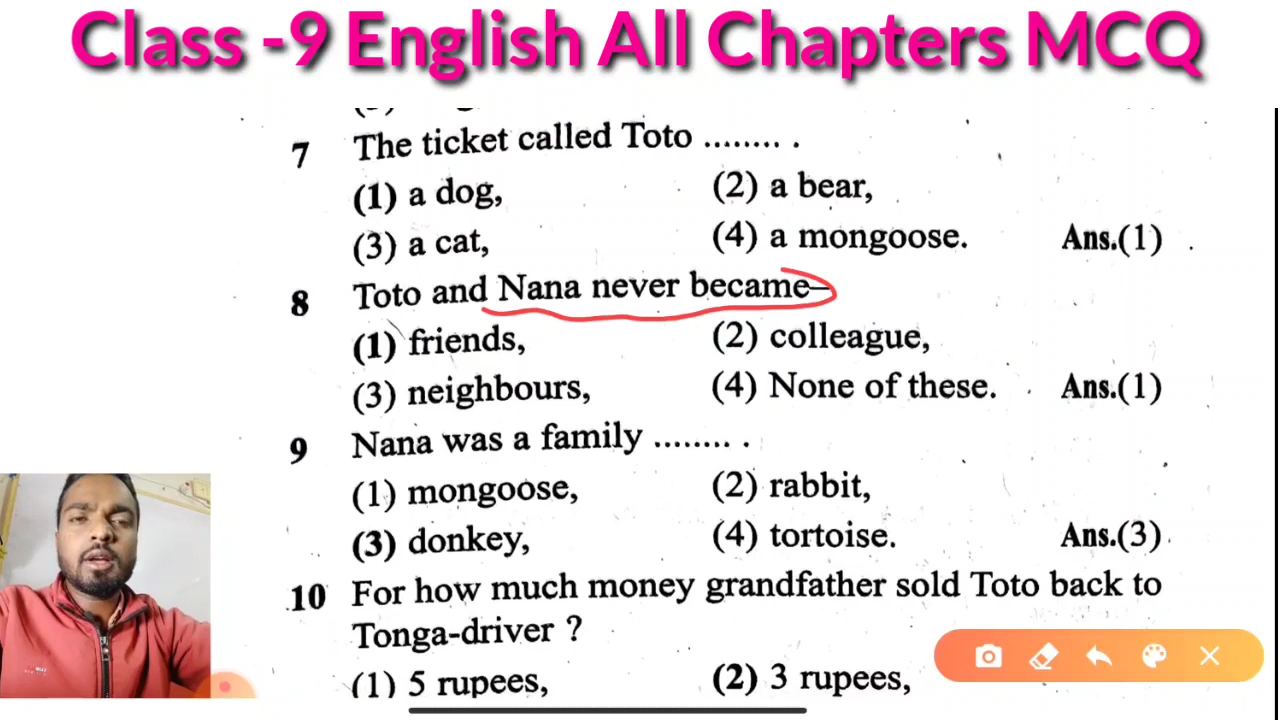 Class -9 English All Chapters MCQ
7 The ticket called Toto ........ .
(1) a dog, (2) a bear,
(3) a cat, (4) a mongoose. Ans.(1)
8 Toto and Nana never became–
(1) friends, (2) colleague,
(3) neighbours, (4) None of these. Ans.(1)
9 Nana was a family ........ .
(1) mongoose, (2) rabbit,
(3) donkey, (4) tortoise. Ans.(3)
10 For how much money grandfather sold Toto back to
Tonga-driver ?
(1) 5 rupees, (2) 3 rupees,